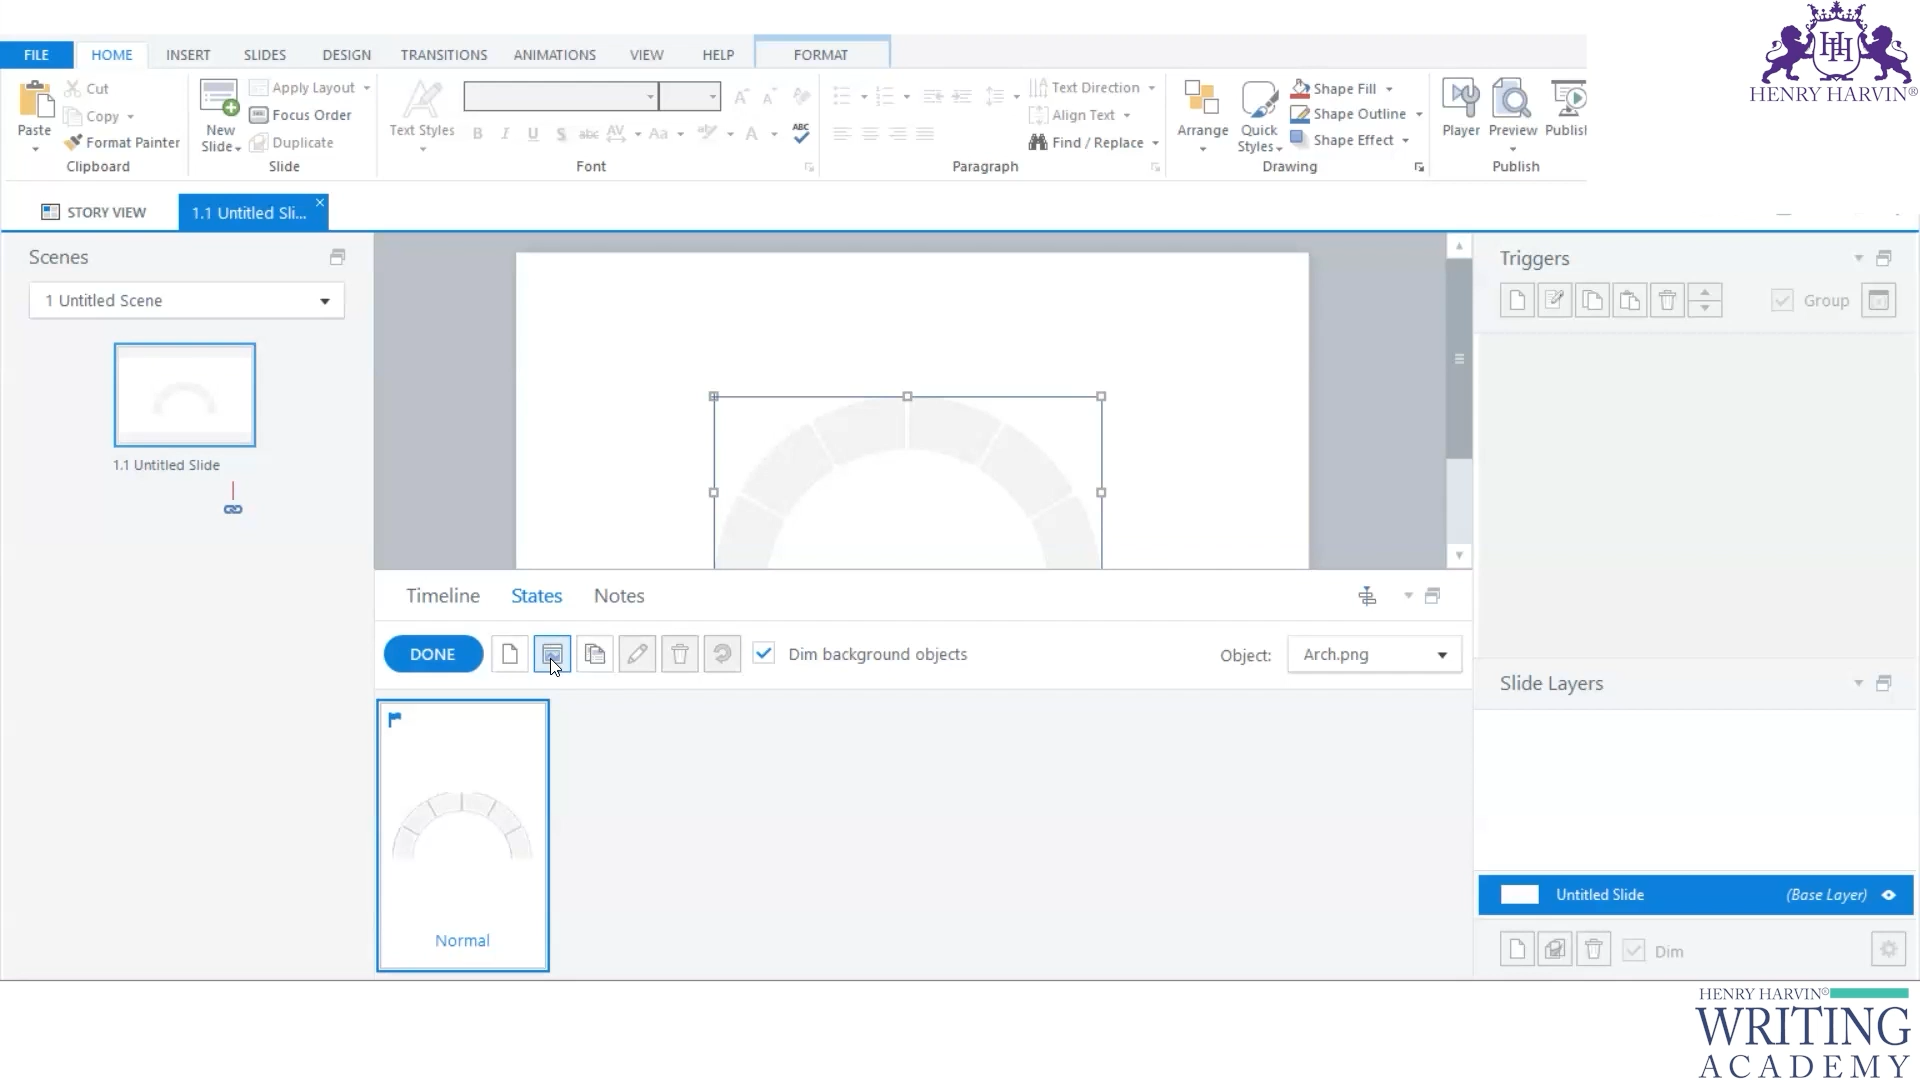 HENRY HARVIN®
FILE HOME INSERT SLIDES DESIGN TRANSITIONS ANIMATIONS VIEW HELP FORMAT
Cut
Copy
Format Painter
Paste
Clipboard
New
Slide
Apply Layout
Focus Order
Duplicate
Slide
Text Styles
B I U S abc AV Aa A ABC
Font
Text Direction
Align Text
Find / Replace
Paragraph
Arrange
Quick
Styles
Shape Fill
Shape Outline
Shape Effect
Drawing
Player Preview Publish
Publish
STORY VIEW 1.1 Untitled Sli...
Scenes
1 Untitled Scene
1.1 Untitled Slide
Triggers
Group
Timeline States Notes
DONE Dim background objects Object: Arch.png
Normal
Slide Layers
Untitled Slide (Base Layer)
Dim
HENRY HARVIN®
WRITING
ACADEMY